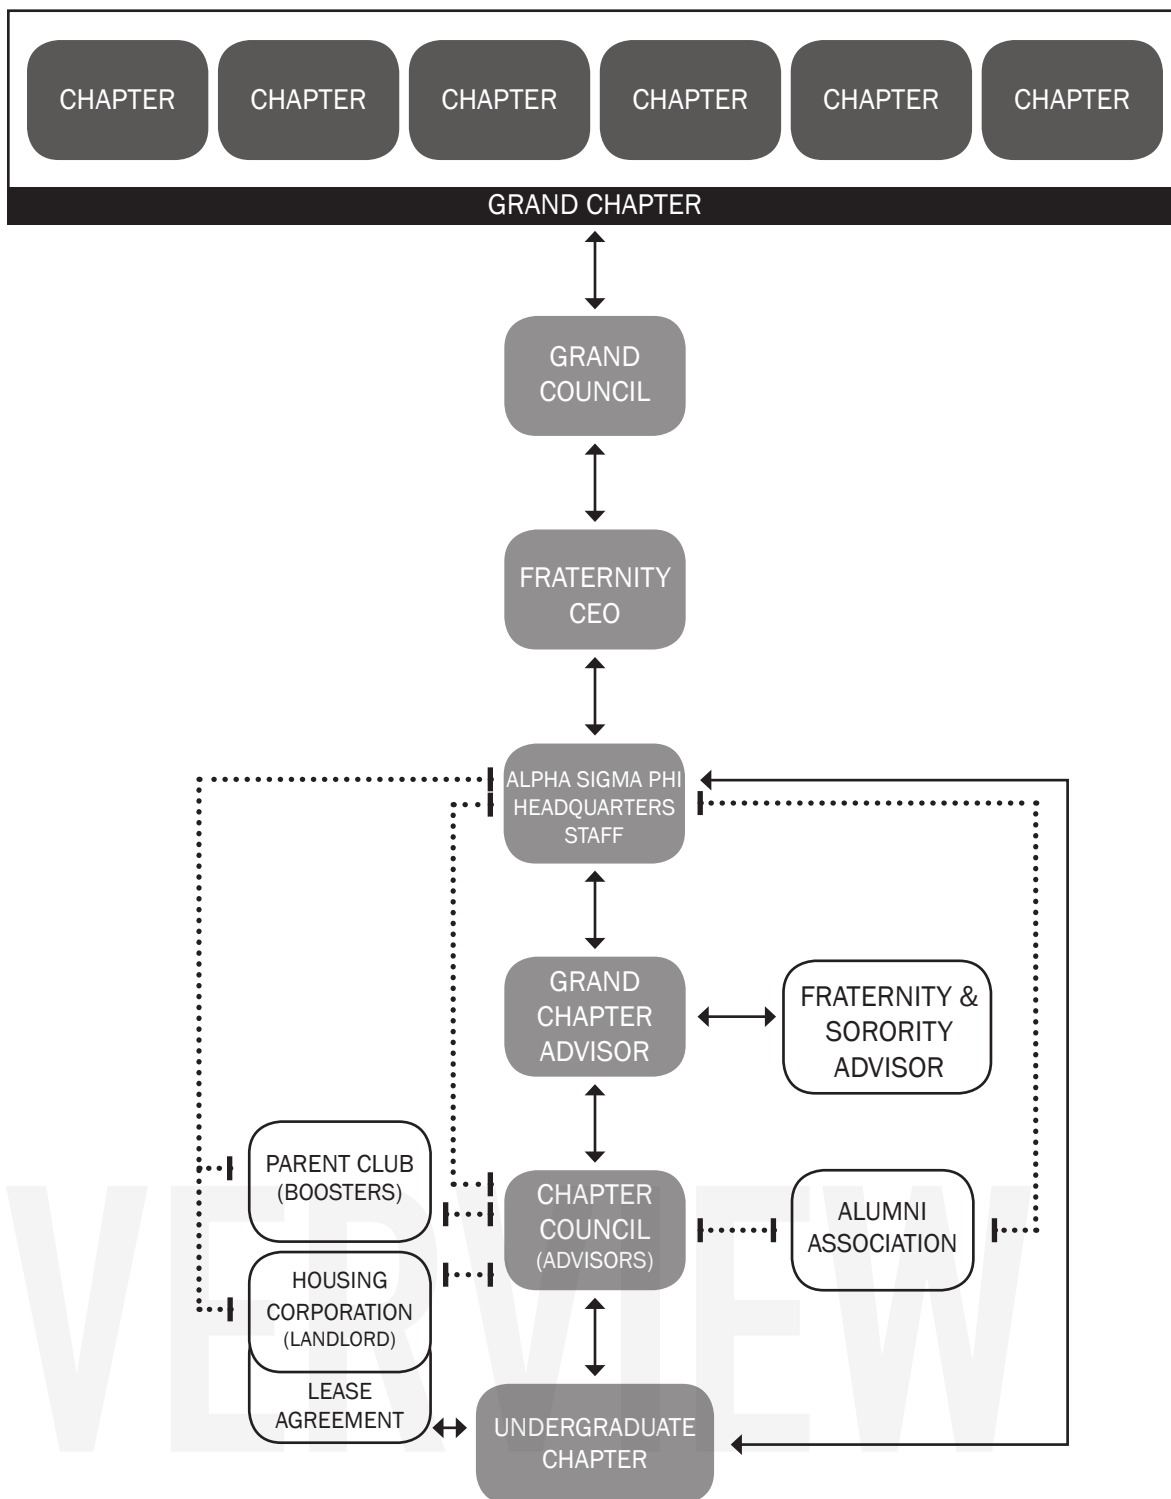 CHAPTER CHAPTER CHAPTER CHAPTER CHAPTER CHAPTER
GRAND CHAPTER
GRAND
COUNCIL
FRATERNITY
CEO
ALPHA SIGMA PHI
HEADQUARTERS
STAFF
GRAND
CHAPTER
ADVISOR
FRATERNITY &
SORORITY
ADVISOR
PARENT CLUB
(BOOSTERS)
CHAPTER
COUNCIL
(ADVISORS)
ALUMNI
ASSOCIATION
HOUSING
CORPORATION
(LANDLORD)
LEASE
AGREEMENT
UNDERGRADUATE
CHAPTER
VERVIEW